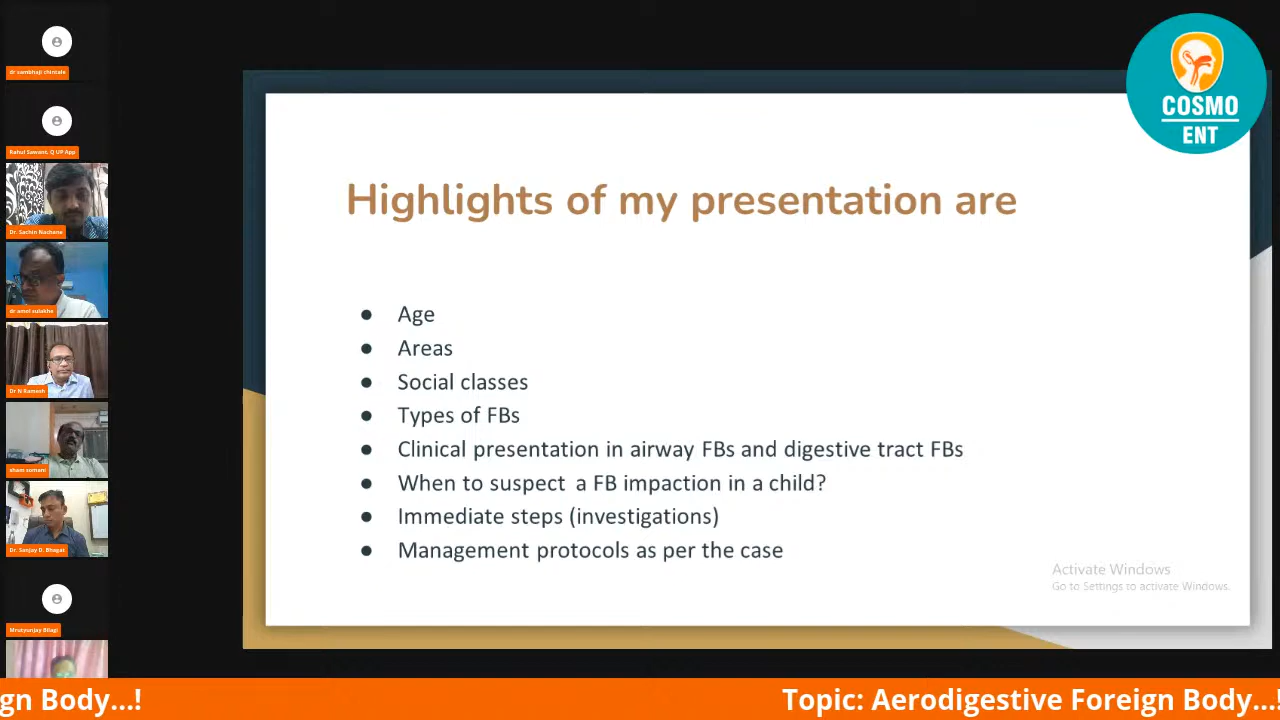 dr sambhaji chintale
Rahul Sawant, Q UP App
Dr. Sachin Nachane
dr amol sulakhe
Dr N Ramesh
sham somani
Dr. Sanjay D. Bhagat
Mrutyunjay Bilagi
COSMO
ENT
Highlights of my presentation are
● Age
● Areas
● Social classes
● Types of FBs
● Clinical presentation in airway FBs and digestive tract FBs
● When to suspect a FB impaction in a child?
● Immediate steps (investigations)
● Management protocols as per the case
Activate Windows
Go to Settings to activate Windows.
gn Body...! Topic: Aerodigestive Foreign Body...!